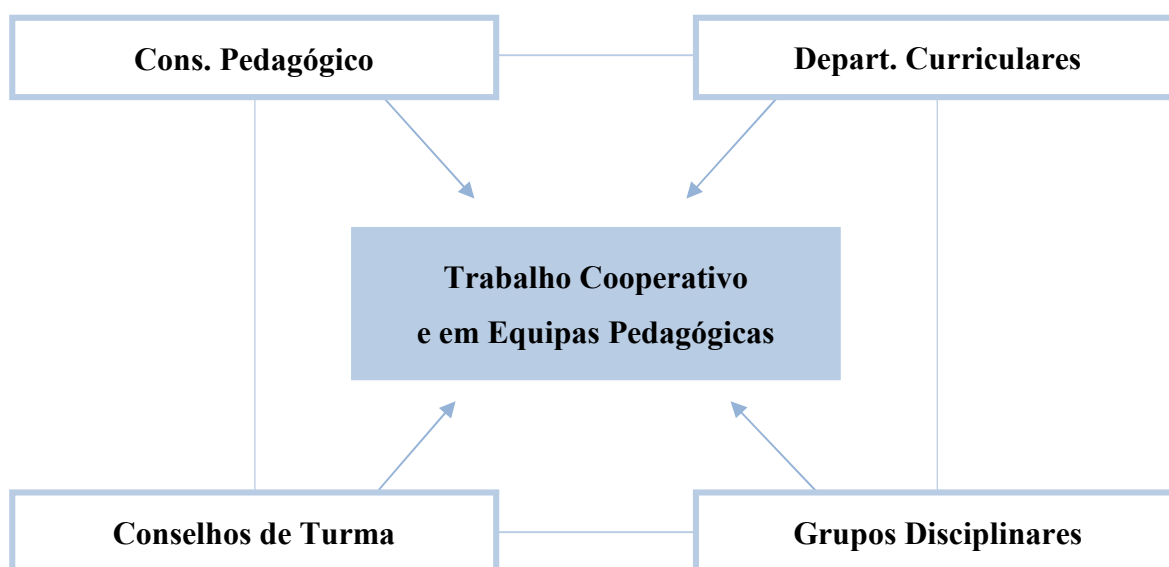 Cons. Pedagógico
Depart. Curriculares
Trabalho Cooperativo
e em Equipas Pedagógicas
Conselhos de Turma
Grupos Disciplinares